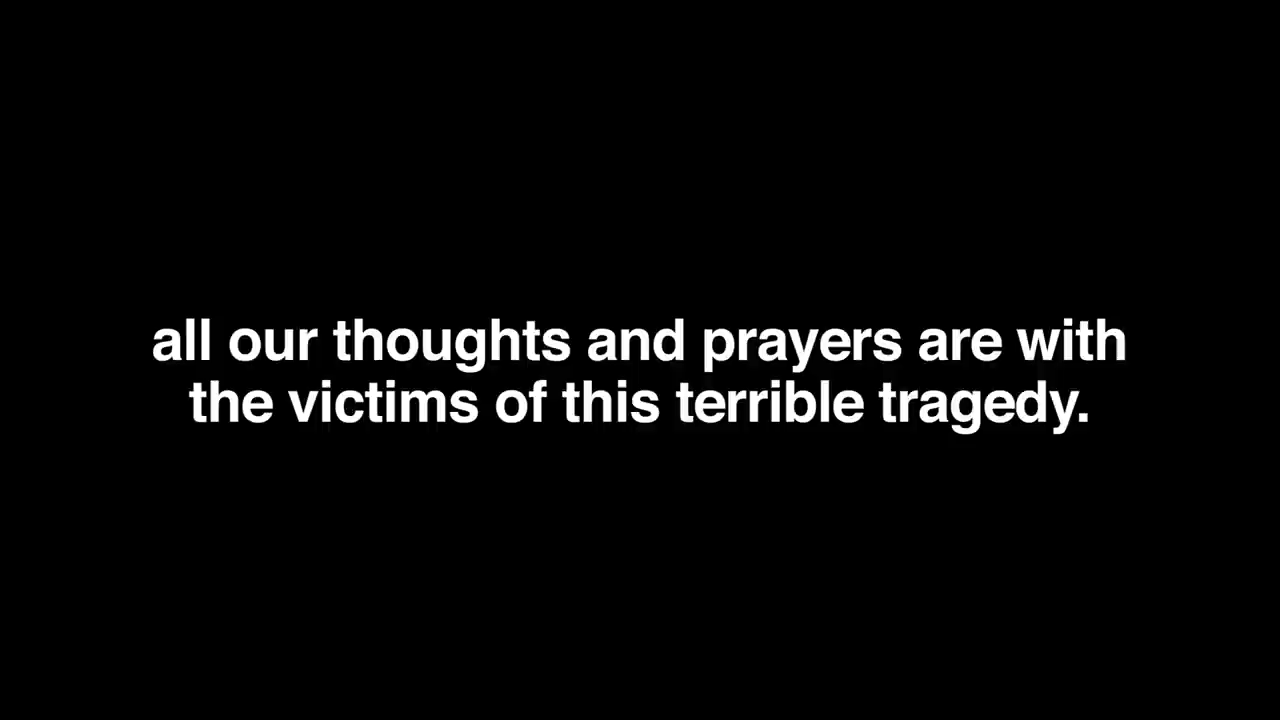 all our thoughts and prayers are with
the victims of this terrible tragedy.